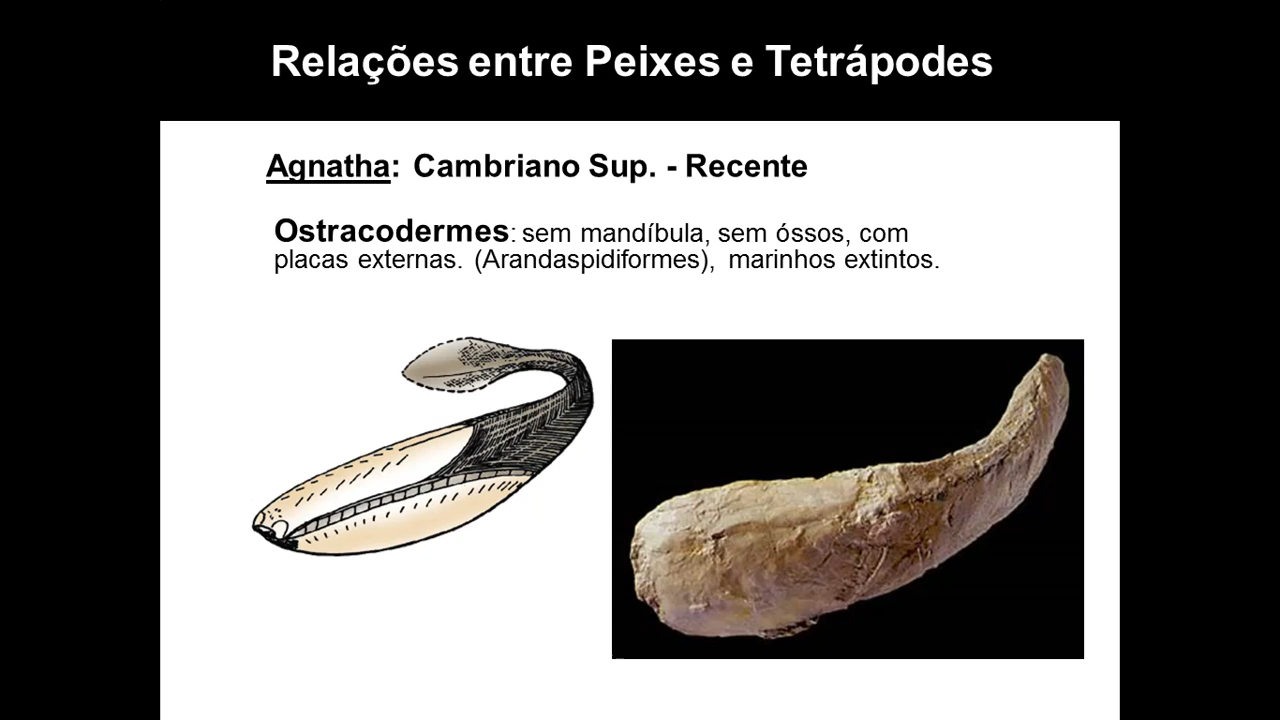 Relações entre Peixes e Tetrápodes
Agnatha: Cambriano Sup. - Recente
Ostracodermes: sem mandíbula, sem óssos, com
placas externas. (Arandaspidiformes), marinhos extintos.